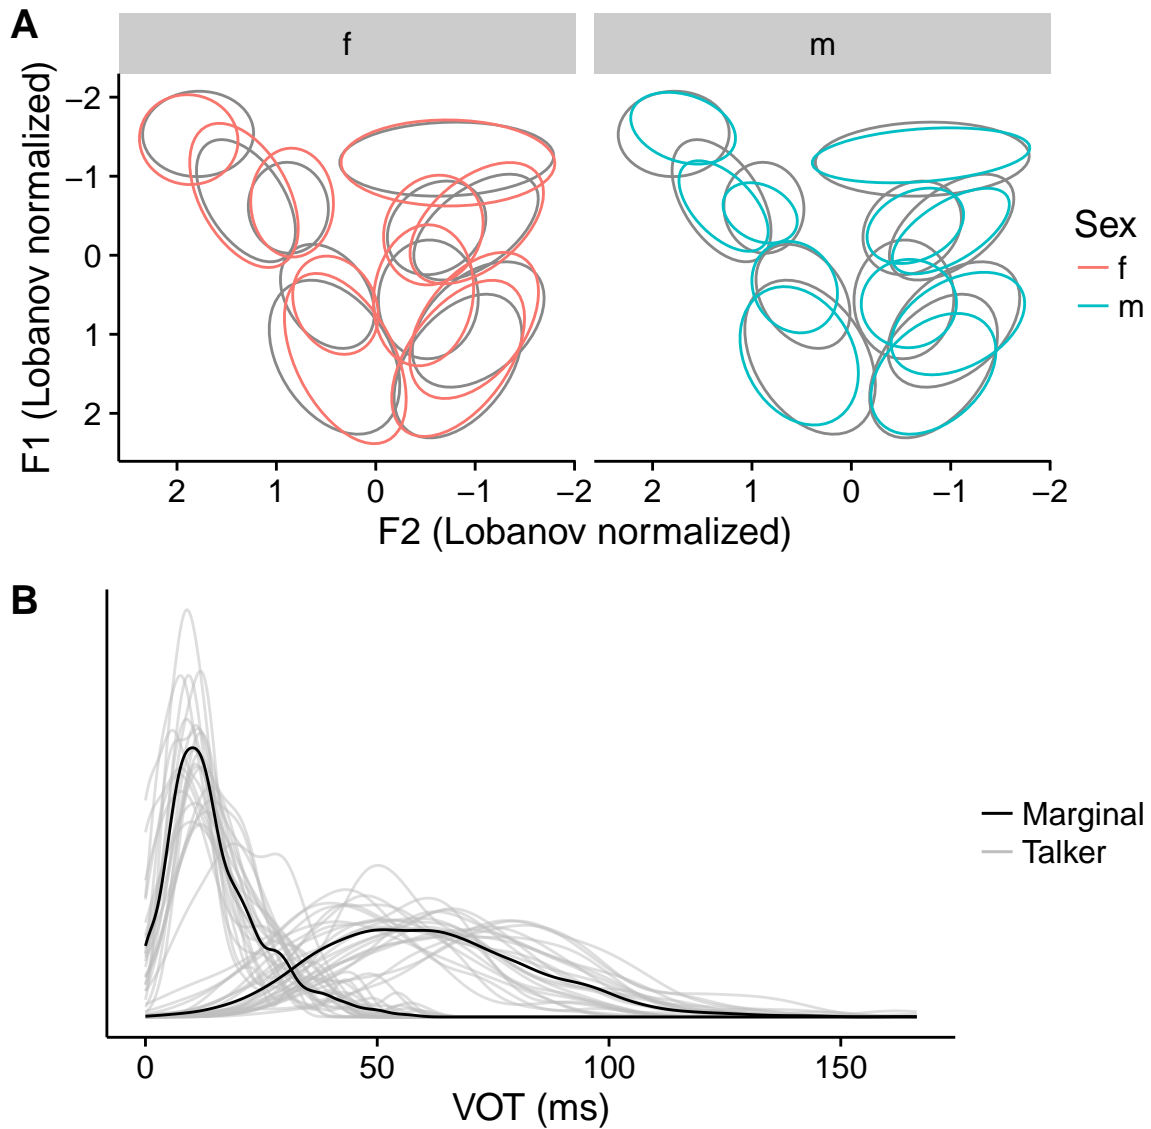 A
f
m
F1 (Lobanov normalized)
−2
−1
0
1
2
2
1
0
−1
−2
2
1
0
−1
−2
F2 (Lobanov normalized)
Sex
f
m
B
Marginal
Talker
0
50
100
150
VOT (ms)